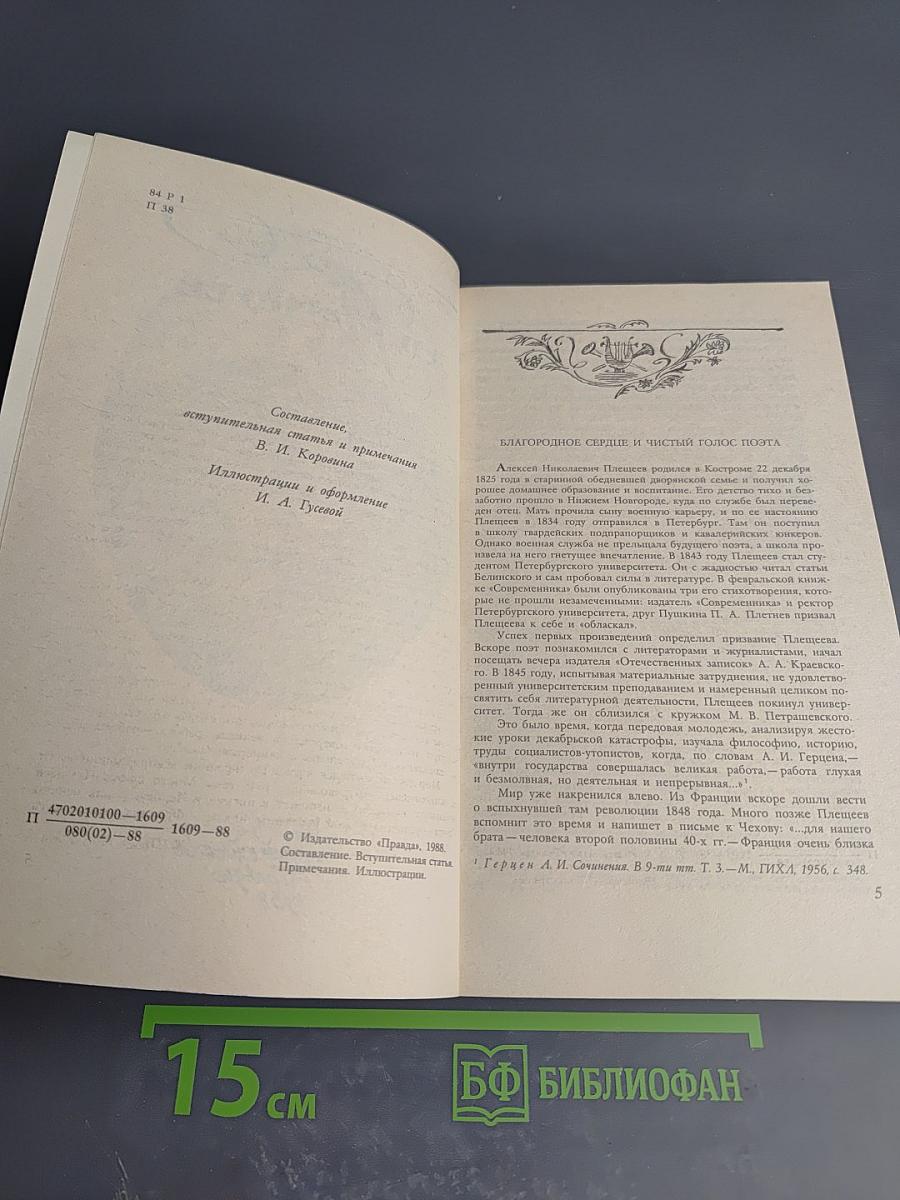 84 Р 1
П 38
Составление,
вступительная статья и примечания
В. И. Коровина
Иллюстрации и оформление
И. А. Гусевой
П 4702010100—1609
080(02)—88
1609—88
© Издательство «Правда», 1988.
Составление. Вступительная статья.
Примечания. Иллюстрации.
БЛАГОРОДНОЕ СЕРДЦЕ И ЧИСТЫЙ ГОЛОС ПОЭТА
Алексей Николаевич Плещеев родился в Костроме 22 декабря
1825 года в старинной обедневшей дворянской семье и получил хо-
рошее домашнее образование и воспитание. Его детство тихо и без-
заботно прошло в Нижнем Новгороде, куда по службе был переве-
ден отец. Мать прочила сыну военную карьеру, и по ее настоянию
Плещеев в 1834 году отправился в Петербург. Там он поступил
в школу гвардейских подпрапорщиков и кавалерийских юнкеров.
Однако военная служба не прельщала будущего поэта, а школа про-
извела на него гнетущее впечатление. В 1843 году Плещеев стал сту-
дентом Петербургского университета. Он с жадностью читал статьи
Белинского и сам пробовал силы в литературе. В февральской книж-
ке «Современника» были опубликованы три его стихотворения, кото-
рые не прошли незамеченными: издатель «Современника» и ректор
Петербургского университета, друг Пушкина П. А. Плетнев призвал
Плещеева к себе и «обласкал».
Успех первых произведений определил призвание Плещеева.
Вскоре поэт познакомился с литераторами и журналистами, начал
посещать вечера издателя «Отечественных записок» А. А. Краевско-
го. В 1845 году, испытывая материальные затруднения, не удовлетво-
ренный университетским преподаванием и намеренный целиком по-
святить себя литературной деятельности, Плещеев покинул универ-
ситет. Тогда же он сблизился с кружком М. В. Петрашевского.
Это было время, когда передовая молодежь, анализируя жесто-
кие уроки декабрьской катастрофы, изучала философию, историю,
труды социалистов-утопистов, когда, по словам А. И. Герцена,—
«внутри государства совершалась великая работа,—работа глухая
и безмолвная, но деятельная и непрерывная...»¹.
Мир уже накренился влево. Из Франции вскоре дошли вести
о вспыхнувшей там революции 1848 года. Много позже Плещеев
вспомнит это время и напишет в письме к Чехову: «...для нашего
брата—человека второй половины 40-х гг.—Франция очень близка
¹ Герцен А. И. Сочинения. В 9-ти тт. Т. 3.—М., ГИХЛ, 1956, с. 348.
5
15 см
БФ БИБЛИОФАН